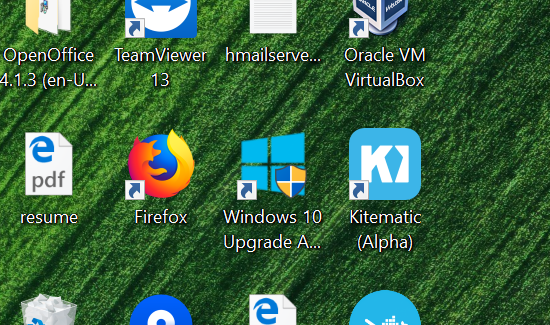 OpenOffice
4.1.3 (en-U...
TeamViewer
13
hmailserve...
Oracle VM
VirtualBox
pdf
resume
Firefox
Windows 10
Upgrade A...
K
Kitematic
(Alpha)